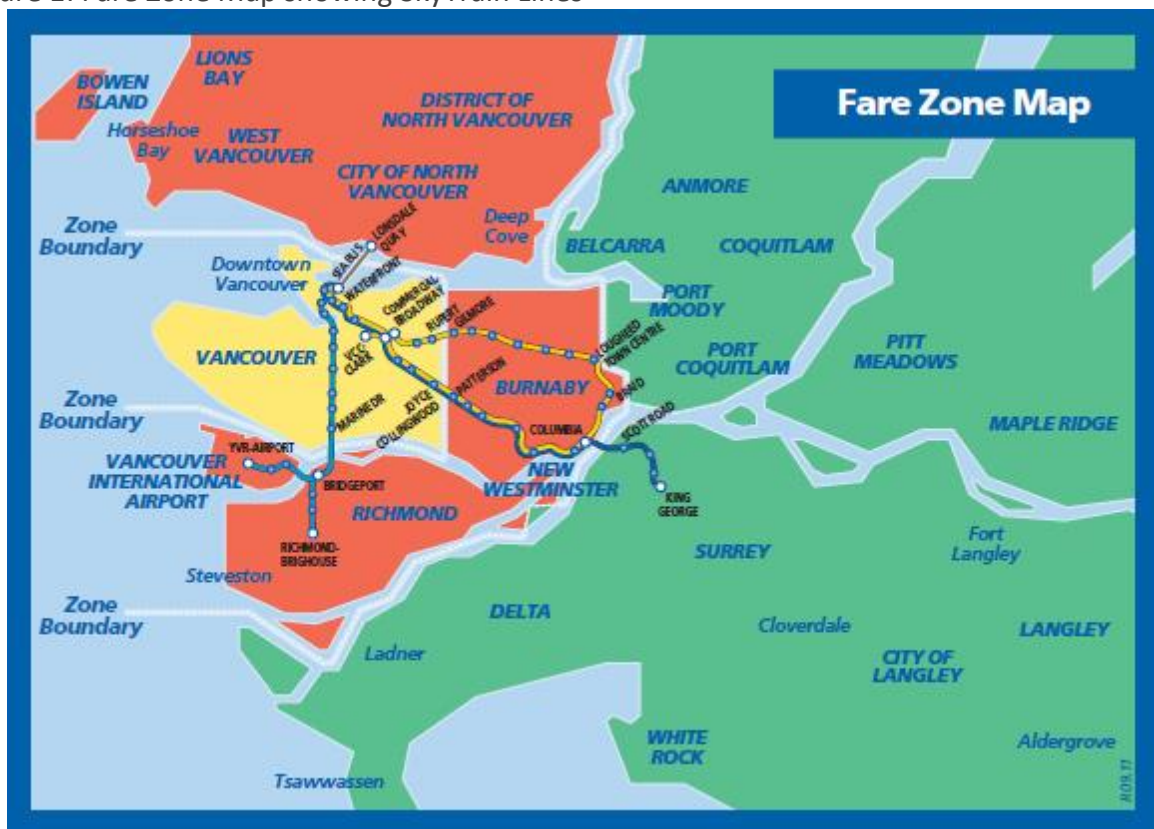 Fare Zone Map
LIONS
BAY
BOWEN
ISLAND
DISTRICT OF
NORTH VANCOUVER
Horseshoe
Bay
WEST
VANCOUVER
CITY OF NORTH
VANCOUVER
ANMORE
Deep
Cove
Zone
Boundary
LONSDALE
QUAY
SEABUS
BELCARRA
COQUITLAM
Downtown
Vancouver
WATERFRONT
COMMERCIAL
BROADWAY
PORT
MOODY
RUPERT
GILMORE
LOUGHEED
TOWN CENTRE
VANCOUVER
VCC
CLARK
PORT
COQUITLAM
PITT
MEADOWS
PATTERSON
BURNABY
BRAID
Zone
Boundary
MARINE DR
JOYCE
COLLINGWOOD
COLUMBIA
SCOTT ROAD
MAPLE RIDGE
YVR-AIRPORT
VANCOUVER
INTERNATIONAL
AIRPORT
BRIDGEPORT
NEW
WESTMINSTER
KING
GEORGE
RICHMOND
RICHMOND-
BRIGHOUSE
SURREY
Fort
Langley
Steveston
Zone
Boundary
DELTA
Cloverdale
LANGLEY
Ladner
CITY OF
LANGLEY
WHITE
ROCK
Aldergrove
Tsawwassen
R09.11